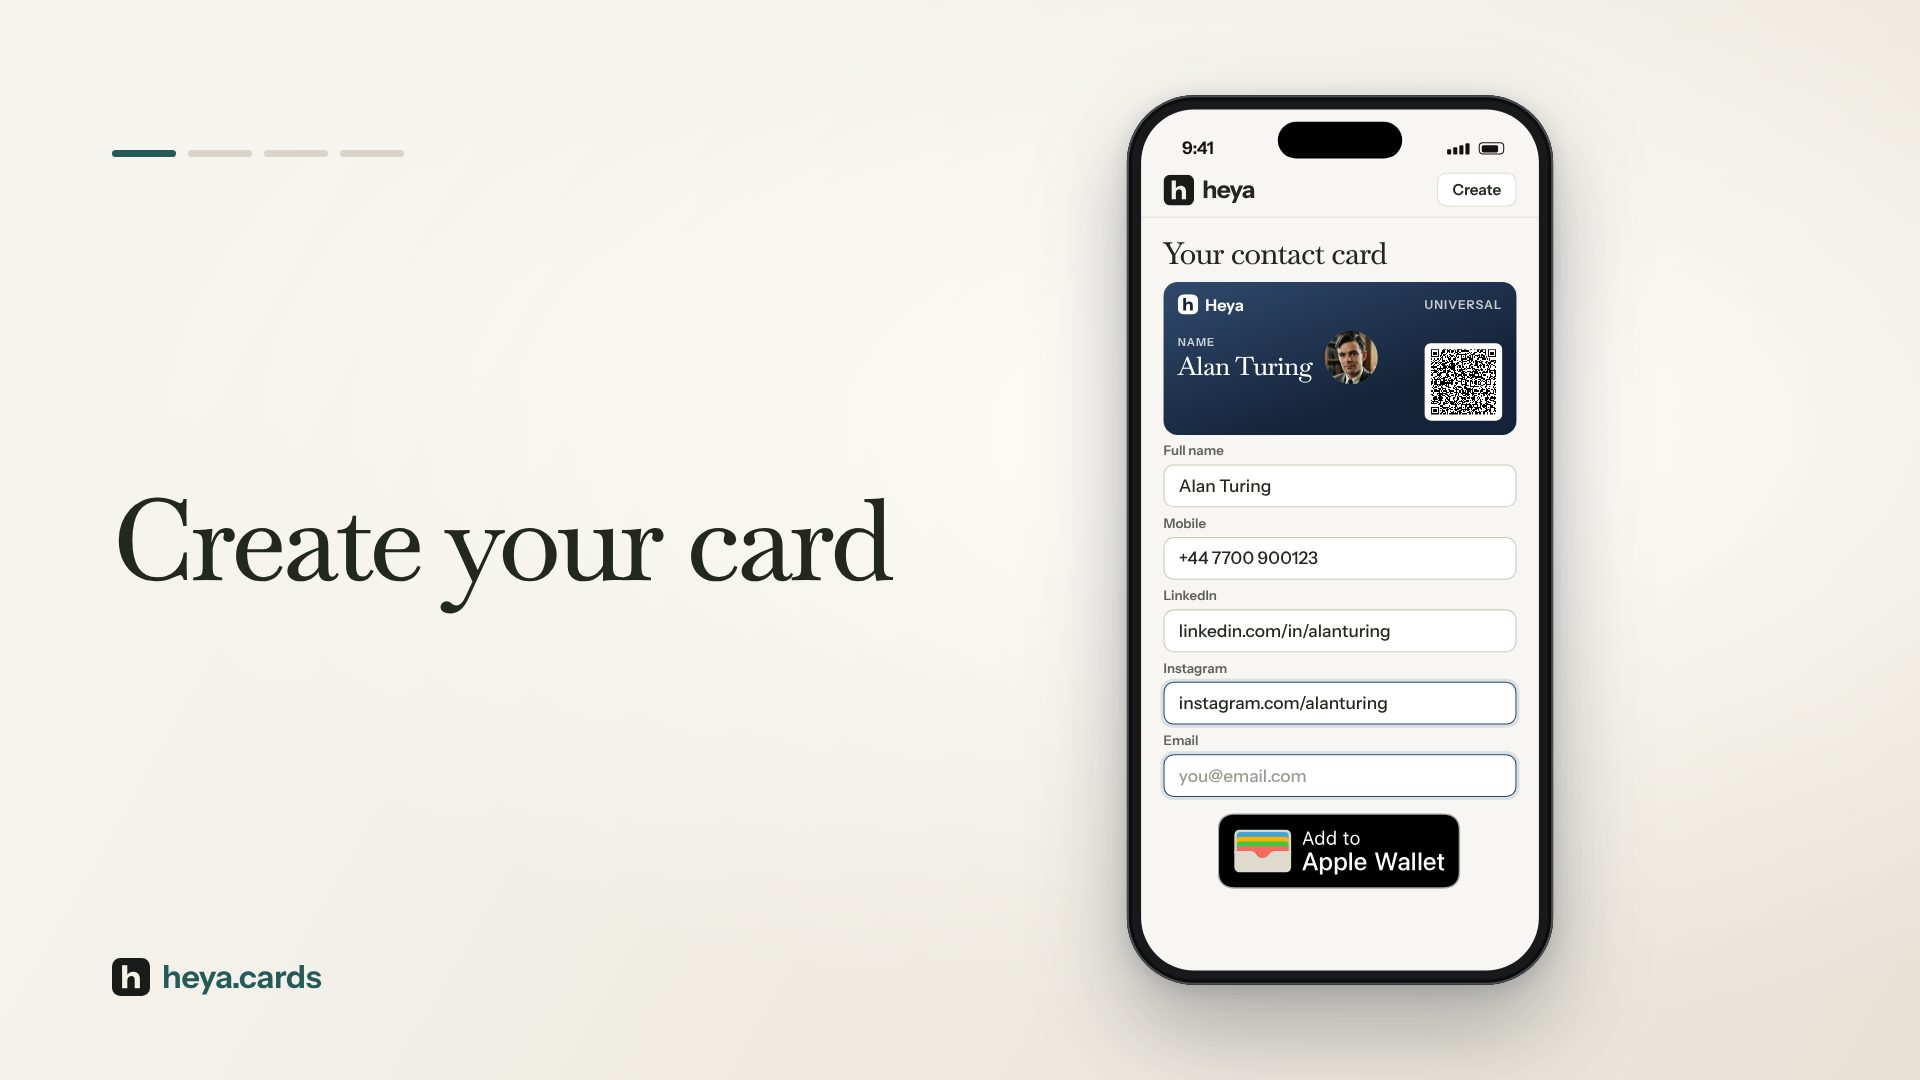 Create your card
h heya.cards
9:41
h heya
Create
Your contact card
h Heya
UNIVERSAL
NAME
Alan Turing
Full name
Alan Turing
Mobile
+44 7700 900123
LinkedIn
linkedin.com/in/alanturing
Instagram
instagram.com/alanturing
Email
you@email.com
Add to
Apple Wallet